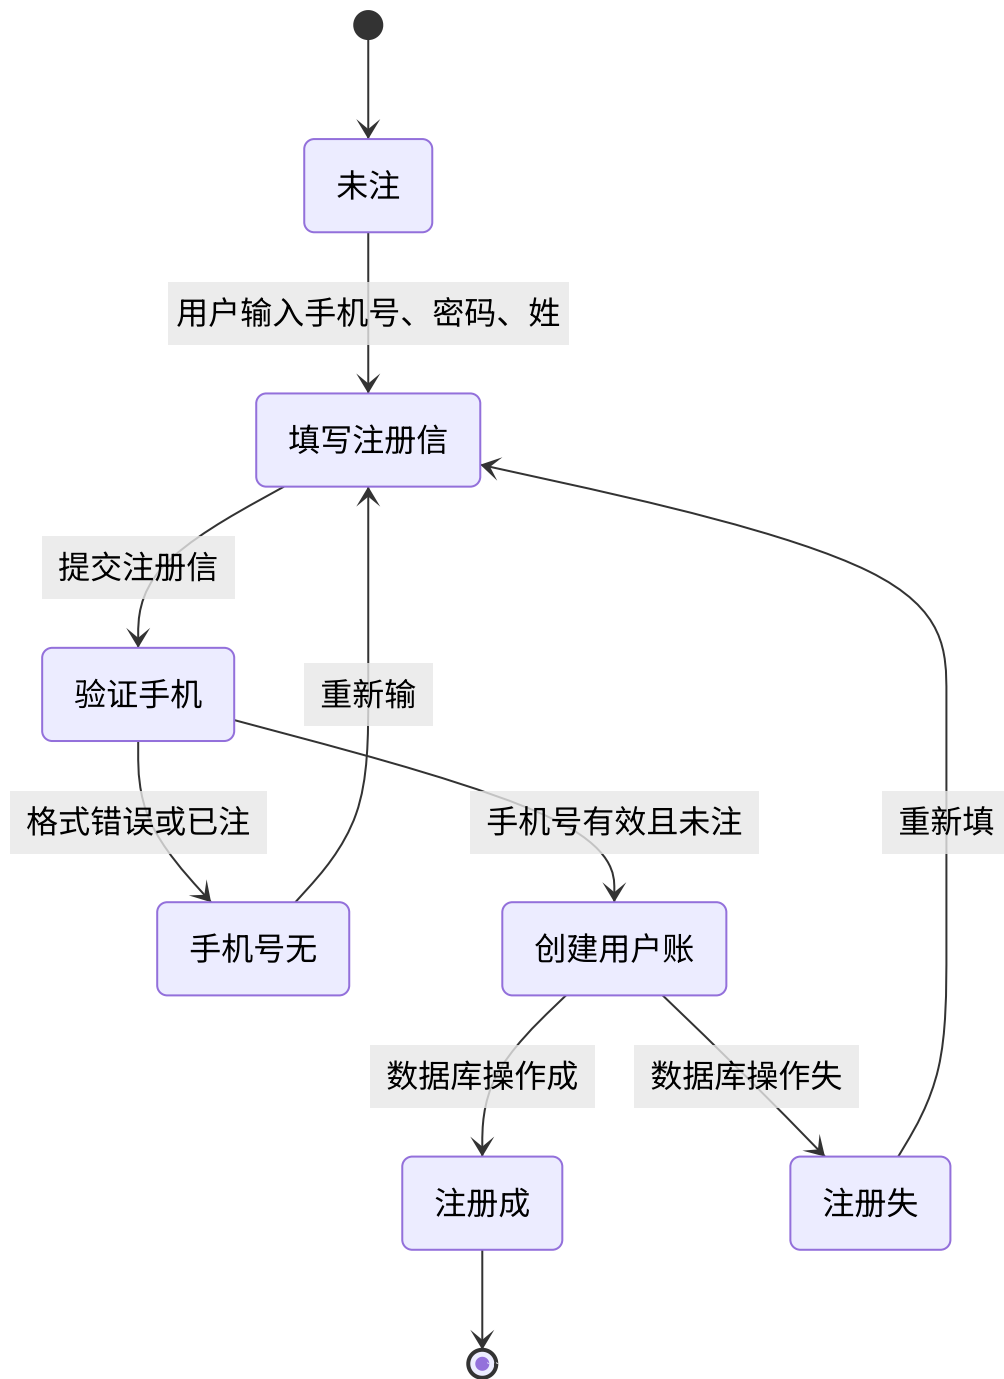 未注
用户输入手机号、密码、姓
填写注册信
提交注册信
验证手机
重新输
格式错误或已注
手机号有效且未注
重新填
手机号无
创建用户账
数据库操作成
数据库操作失
注册成
注册失